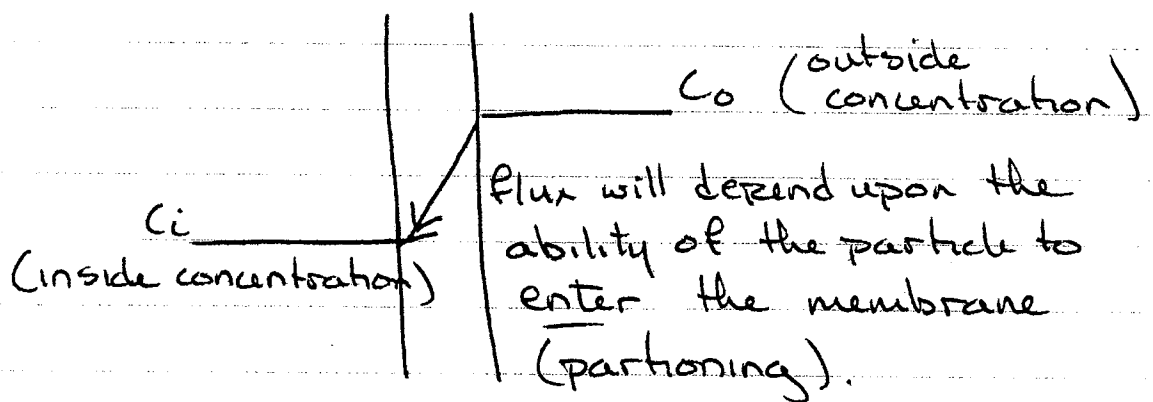 Co (outside concentration)
flux will depend upon the
Ci
ability of the particle to
(inside concentration)
enter the membrane
(partioning).